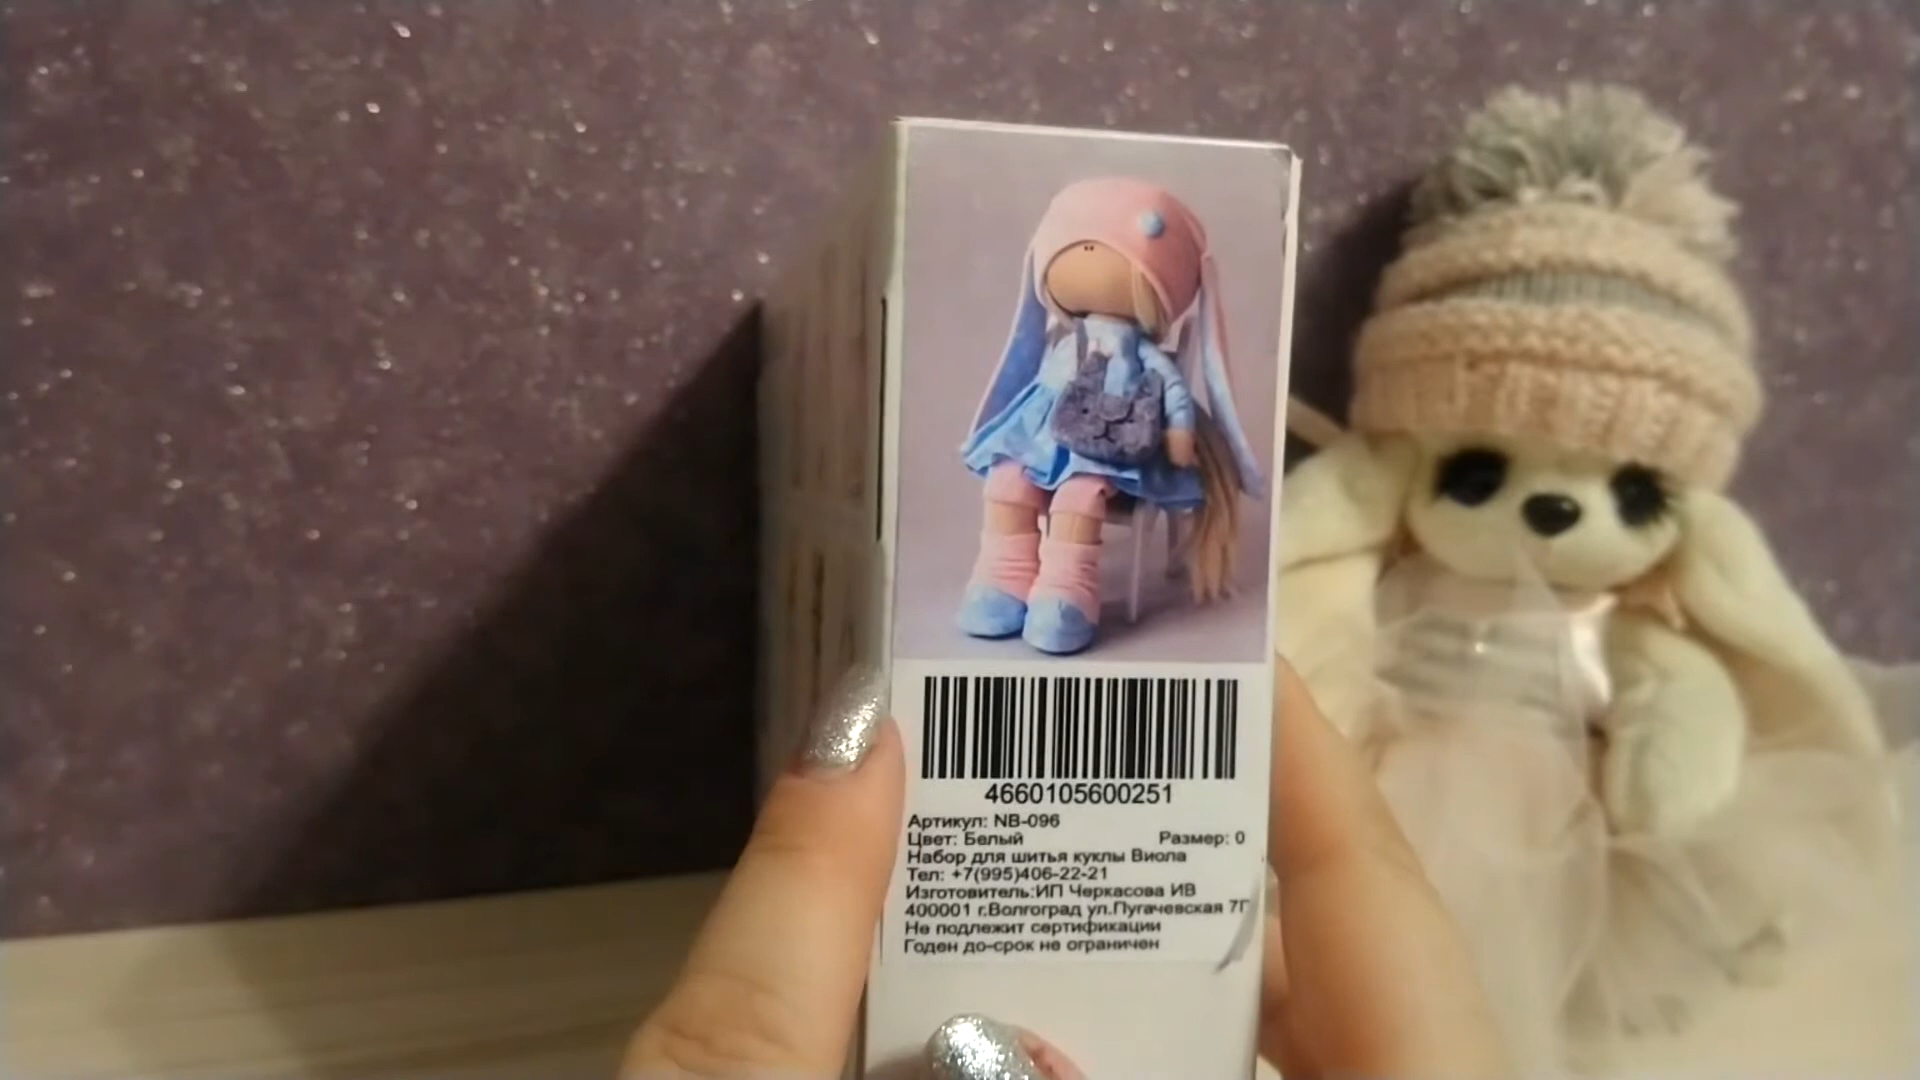 4660105600251
Артикул: NB-096
Цвет: Белый Размер: 0
Набор для шитья куклы Виола
Тел: +7(995)406-22-21
Изготовитель:ИП Черкасова ИВ
400001 г.Волгоград ул.Пугачевская 7Г
Не подлежит сертификации
Годен до-срок не ограничен